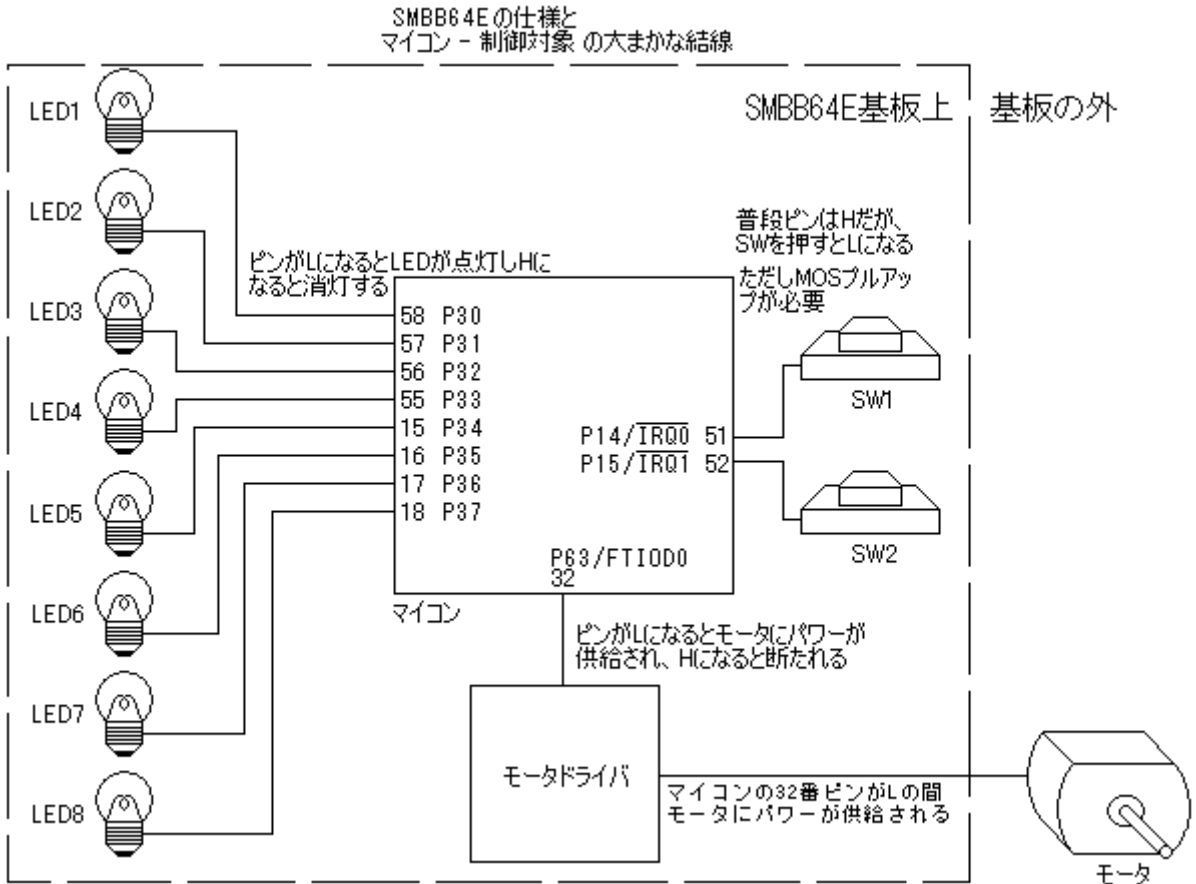 SMBB64Eの仕様と
マイコン - 制御対象 の大まかな結線
SMBB64E基板上
基板の外
LED1
LED2
LED3
LED4
LED5
LED6
LED7
LED8
ピンがLになるとLEDが点灯しHに
なると消灯する
普段ピンはHだが、
SWを押すとLになる
ただしMOSプルアッ
プが必要
58 P30
57 P31
56 P32
55 P33
15 P34
16 P35
17 P36
18 P37
P14/IRQ0 51
P15/IRQ1 52
SW1
SW2
P63/FTIOD0
32
マイコン
ピンがLになるとモータにパワーが
供給され、Hになると断たれる
モータドライバ
マイコンの32番ピンがLの間
モータにパワーが供給される
モータ